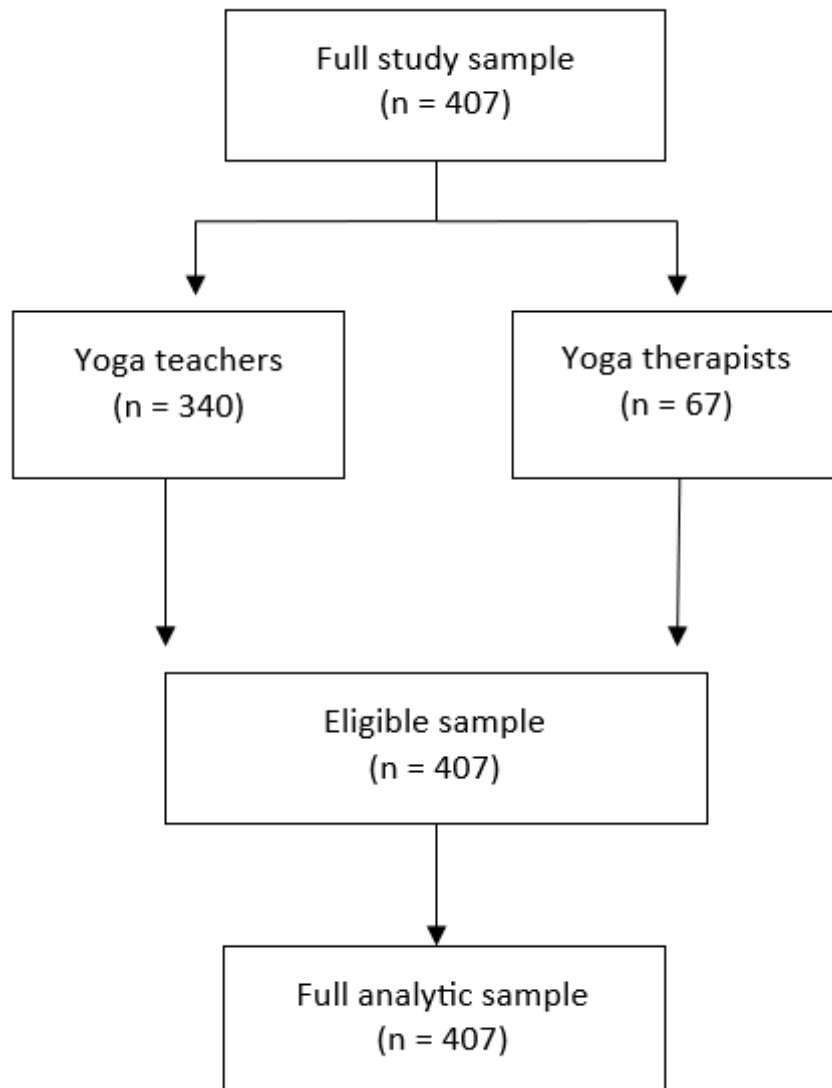 Full study sample
(n = 407)
Yoga teachers
(n = 340)
Yoga therapists
(n = 67)
Eligible sample
(n = 407)
Full analytic sample
(n = 407)